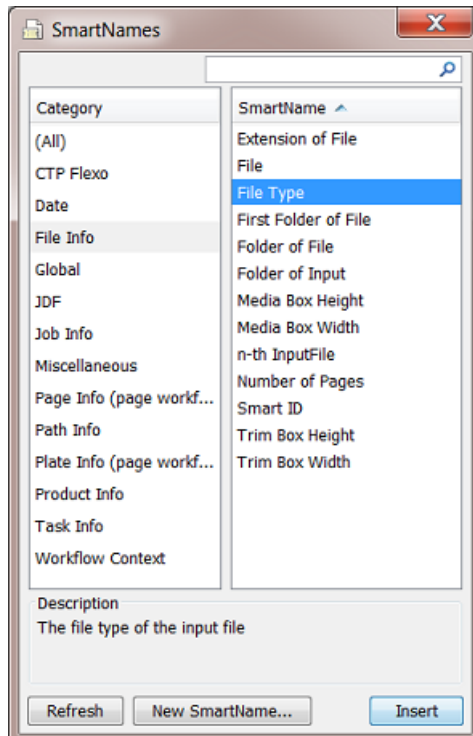 SmartNames
Category
(All)
CTP Flexo
Date
File Info
Global
JDF
Job Info
Miscellaneous
Page Info (page workf...
Path Info
Plate Info (page workf...
Product Info
Task Info
Workflow Context
SmartName
Extension of File
File
File Type
First Folder of File
Folder of File
Folder of Input
Media Box Height
Media Box Width
n-th InputFile
Number of Pages
Smart ID
Trim Box Height
Trim Box Width
Description
The file type of the input file
Refresh
New SmartName...
Insert